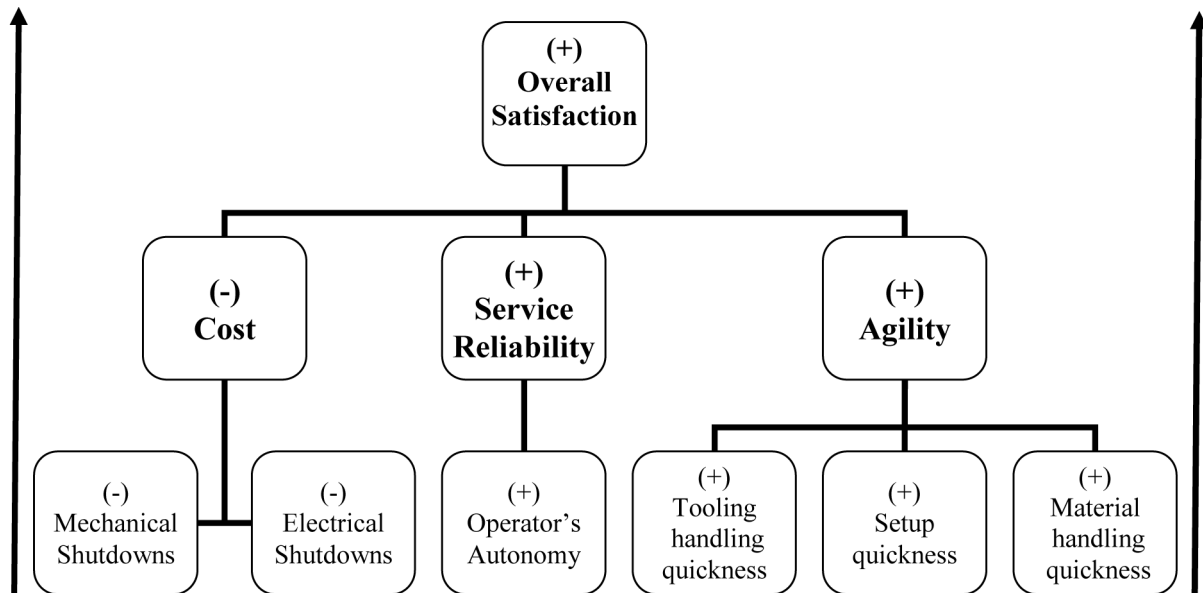 (+)
Overall
Satisfaction
(-)
Cost
(+)
Service
Reliability
(+)
Agility
(-)
Mechanical
Shutdowns
(-)
Electrical
Shutdowns
(+)
Operator’s
Autonomy
(+)
Tooling
handling
quickness
(+)
Setup
quickness
(+)
Material
handling
quickness